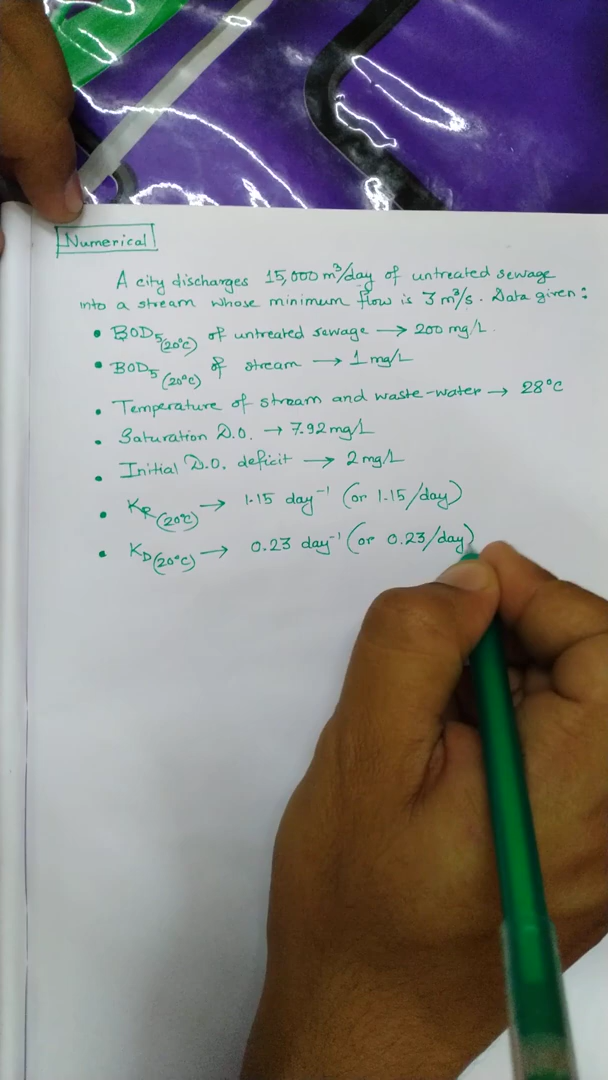 Numerical
A city discharges 15,000 m³/day of untreated sewage
into a stream whose minimum flow is 3 m³/s. Data given:
• BOD₅(20°C) of untreated sewage → 200 mg/L.
• BOD₅(20°C) of stream → 1 mg/L
• Temperature of stream and waste-water → 28°C
• Saturation D.O. → 7.92 mg/L
• Initial D.O. deficit → 2 mg/L
• K_R(20°C) → 1.15 day⁻¹ (or 1.15/day)
• K_D(20°C) → 0.23 day⁻¹ (or 0.23/day)